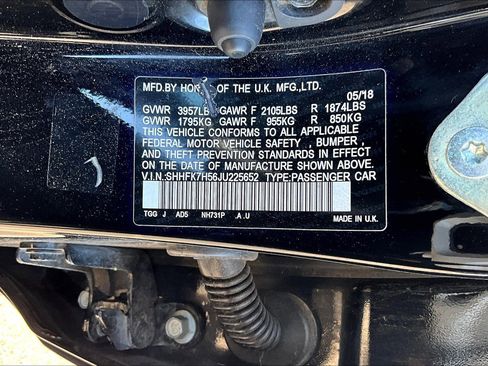 MFD.BY HONDA OF THE U.K. MFG.,LTD.
05/18
GVWR 3957LBS GAWR F 2105LBS R 1874LBS
GVWR 1795KG GAWR F 955KG R 850KG
THIS VEHICLE CONFORMS TO ALL APPLICABLE
FEDERAL MOTOR VEHICLE SAFETY , BUMPER ,
AND THEFT PREVENTION STANDARDS IN EFFECT
ON THE DATE OF MANUFACTURE SHOWN ABOVE.
V.I.N.:SHHFK7H56JU225652 TYPE:PASSENGER CAR
TGG J AD5 NH731P .A .U MADE IN U.K.